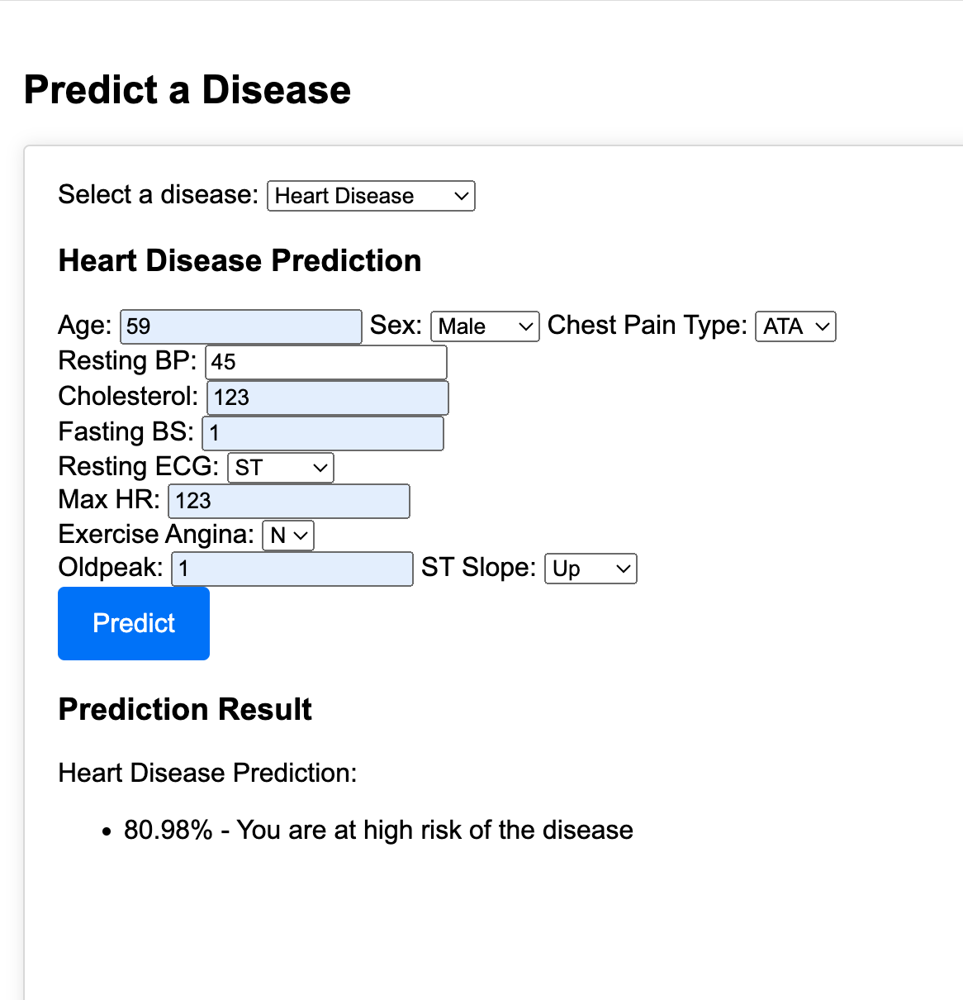 Predict a Disease
Select a disease: Heart Disease
Heart Disease Prediction
Age: 59 Sex: Male Chest Pain Type: ATA
Resting BP: 45
Cholesterol: 123
Fasting BS: 1
Resting ECG: ST
Max HR: 123
Exercise Angina: N
Oldpeak: 1 ST Slope: Up
Predict
Prediction Result
Heart Disease Prediction:
• 80.98% - You are at high risk of the disease